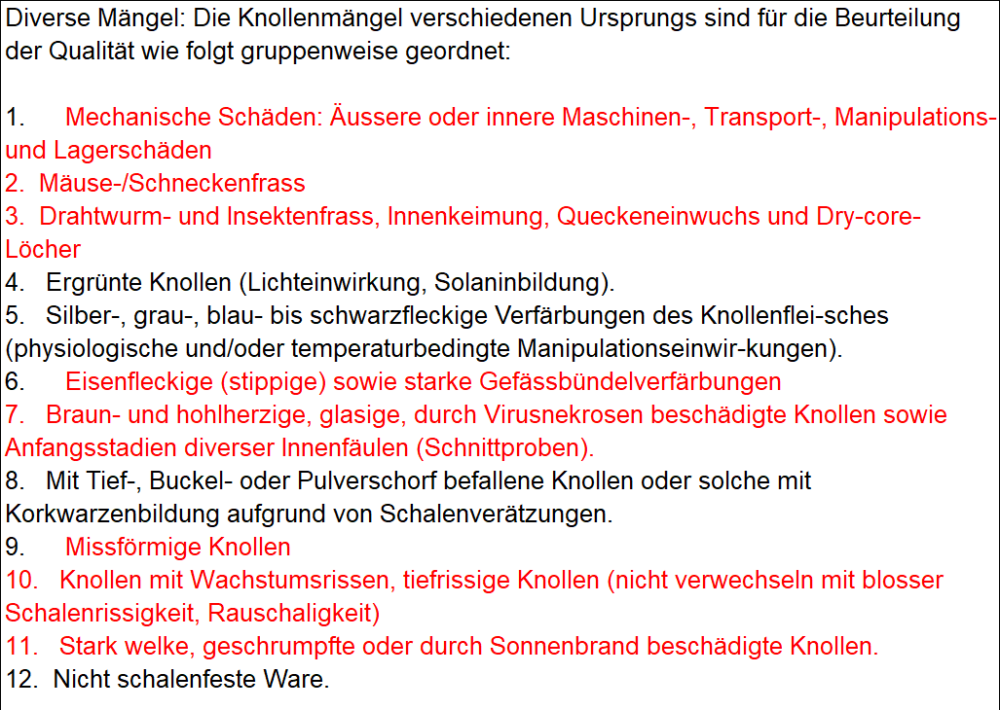 Diverse Mängel: Die Knollenmängel verschiedenen Ursprungs sind für die Beurteilung
der Qualität wie folgt gruppenweise geordnet:
1. Mechanische Schäden: Äussere oder innere Maschinen-, Transport-, Manipulations-
und Lagerschäden
2. Mäuse-/Schneckenfrass
3. Drahtwurm- und Insektenfrass, Innenkeimung, Queckeneinwuchs und Dry-core-
Löcher
4. Ergrünte Knollen (Lichteinwirkung, Solaninbildung).
5. Silber-, grau-, blau- bis schwarzfleckige Verfärbungen des Knollenflei-sches
(physiologische und/oder temperaturbedingte Manipulationseinwir-kungen).
6. Eisenfleckige (stippige) sowie starke Gefässbündelverfärbungen
7. Braun- und hohlherzige, glasige, durch Virusnekrosen beschädigte Knollen sowie
Anfangsstadien diverser Innenfäulen (Schnittproben).
8. Mit Tief-, Buckel- oder Pulverschorf befallene Knollen oder solche mit
Korkwarzenbildung aufgrund von Schalenverätzungen.
9. Missförmige Knollen
10. Knollen mit Wachstumsrissen, tiefrissige Knollen (nicht verwechseln mit blosser
Schalenrissigkeit, Rauschaligkeit)
11. Stark welke, geschrumpfte oder durch Sonnenbrand beschädigte Knollen.
12. Nicht schalenfeste Ware.